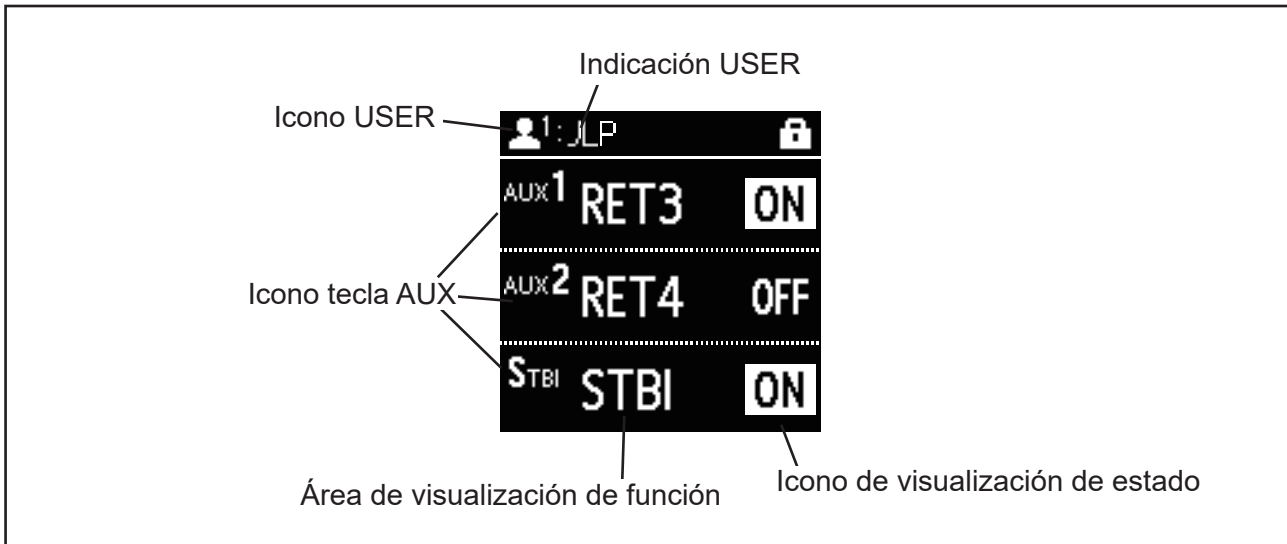 Indicación USER
Icono USER
1:JLP
AUX1 RET3 ON
Icono tecla AUX
AUX2 RET4 OFF
STBI STBI ON
Área de visualización de función
Icono de visualización de estado